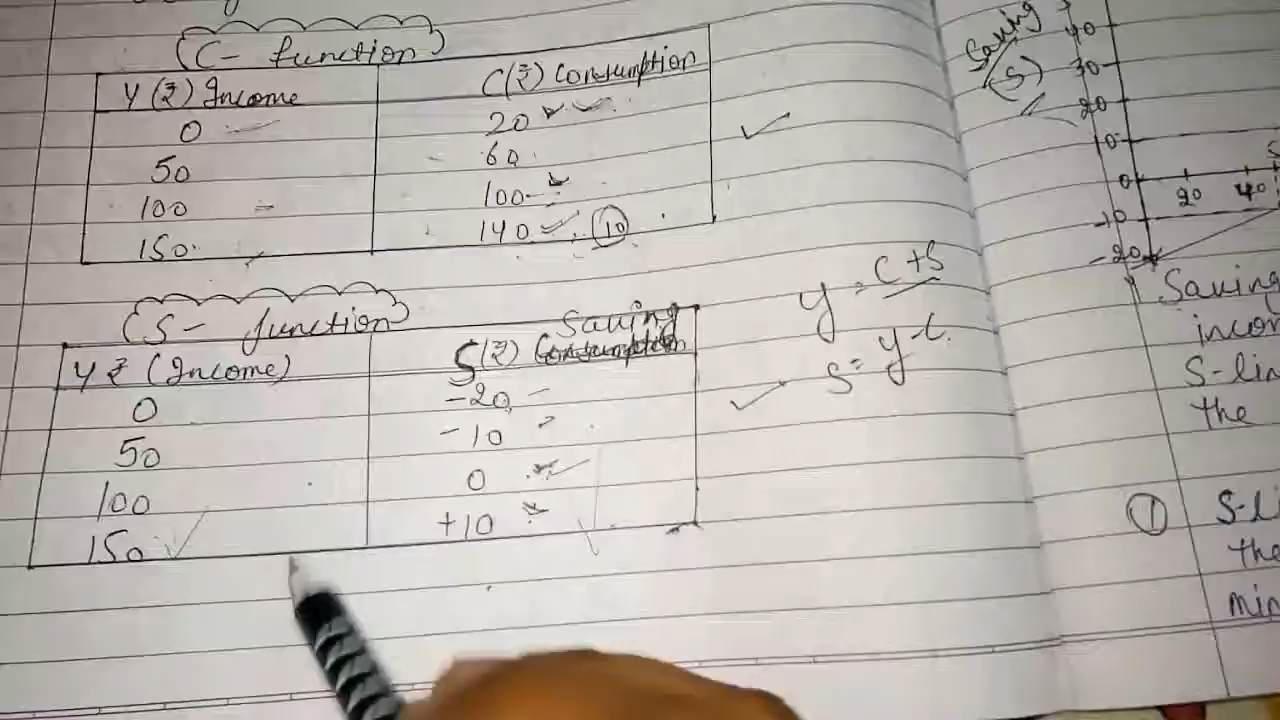 (C- function)
Y (₹) Income C(₹) Consumption
0 20
50 60
100 100
150 140 10
(S- function)
Saving
Y ₹ (Income) S(₹) Consumption
0 -20
50 -10
100 0
150 +10
y = C+S
S = y-C
Saving
(S)
40
30
20
10
0 20 40
-10
-20
Saving
S-
the
① S-
the